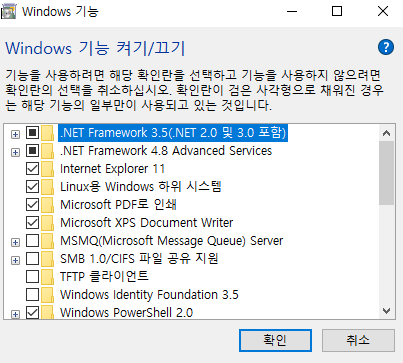 Windows 기능
Windows 기능 켜기/끄기
기능을 사용하려면 해당 확인란을 선택하고 기능을 사용하지 않으려면
확인란의 선택을 취소하십시오. 확인란이 검은 사각형으로 채워진 경우
는 해당 기능의 일부만이 사용되고 있는 것입니다.
.NET Framework 3.5(.NET 2.0 및 3.0 포함)
.NET Framework 4.8 Advanced Services
Internet Explorer 11
Linux용 Windows 하위 시스템
Microsoft PDF로 인쇄
Microsoft XPS Document Writer
MSMQ(Microsoft Message Queue) Server
SMB 1.0/CIFS 파일 공유 지원
TFTP 클라이언트
Windows Identity Foundation 3.5
Windows PowerShell 2.0
확인 취소